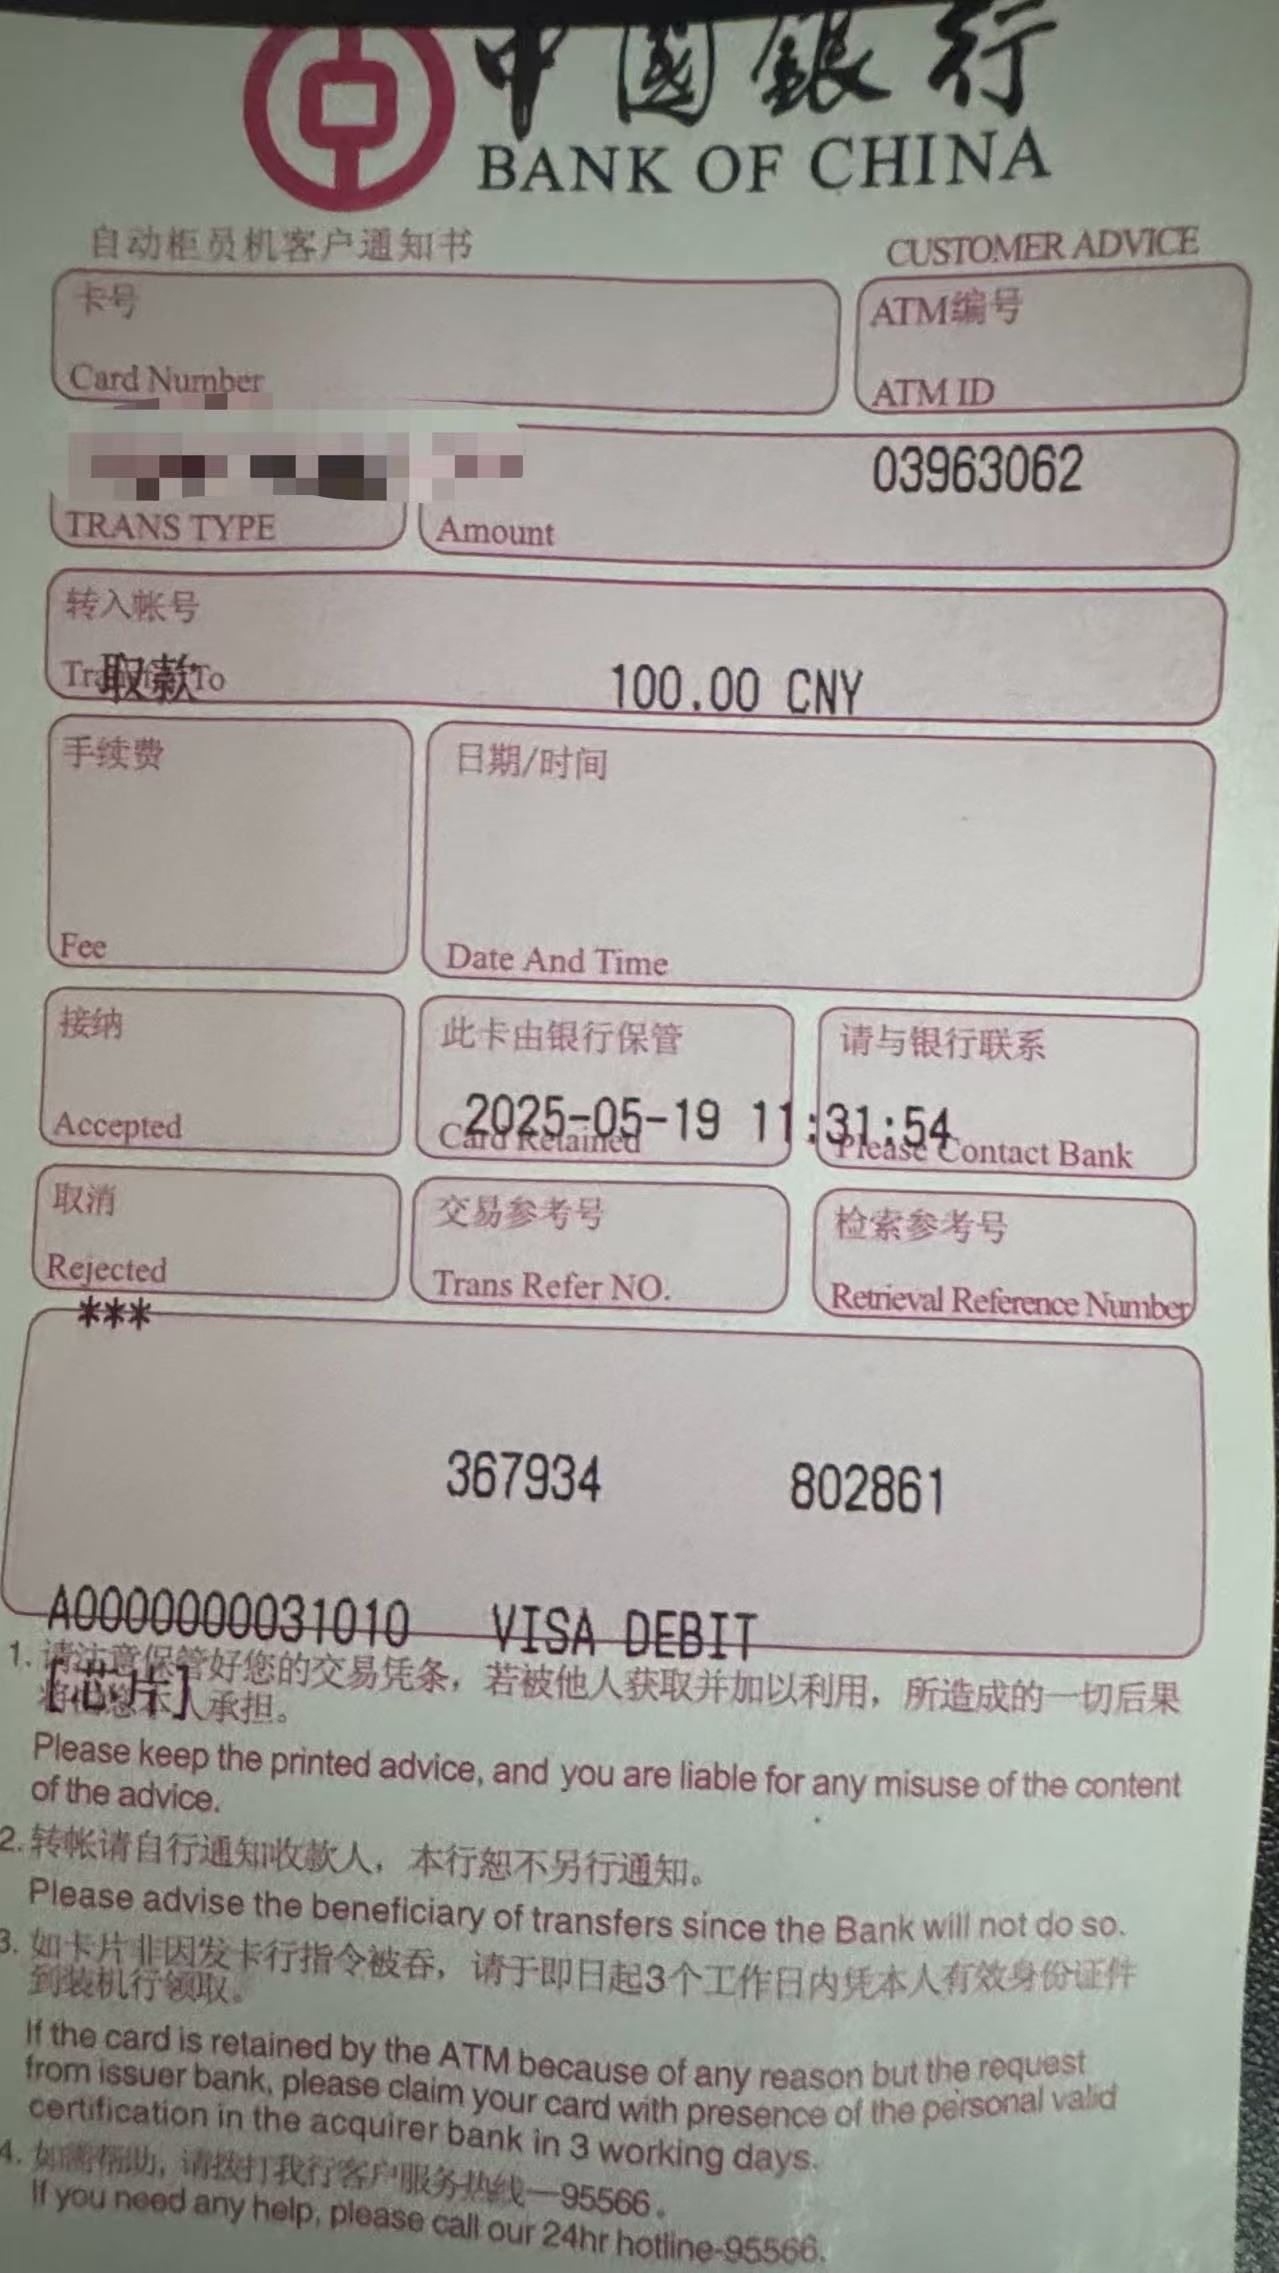 中國銀行
BANK OF CHINA
自动柜员机客户通知书 CUSTOMER ADVICE
卡号 ATM编号
Card Number ATM ID
03963062
TRANS TYPE Amount
转入帐号
取款 100.00 CNY
To
手续费 日期/时间
Fee Date And Time
接纳 此卡由银行保管 请与银行联系
2025-05-19 11:31:54
Accepted Card Retained Please Contact Bank
取消 交易参考号 检索参考号
Rejected Trans Refer NO. Retrieval Reference Number
***
367934 802861
A0000000031010 VISA DEBIT
1. 请注意保管好您的交易凭条，若被他人获取并加以利用，所造成的一切后果
[芯片]
人承担。
Please keep the printed advice, and you are liable for any misuse of the content
of the advice.
2. 转帐请自行通知收款人，本行恕不另行通知。
Please advise the beneficiary of transfers since the Bank will not do so.
3. 如卡片非因发卡行指令被吞，请于即日起3个工作日内凭本人有效身份证件
到装机行领取。
If the card is retained by the ATM because of any reason but the request
from issuer bank, please claim your card with presence of the personal valid
certification in the acquirer bank in 3 working days.
4. 如需帮助，请拨打我行客户服务热线—95566。
If you need any help, please call our 24hr hotline-95566.